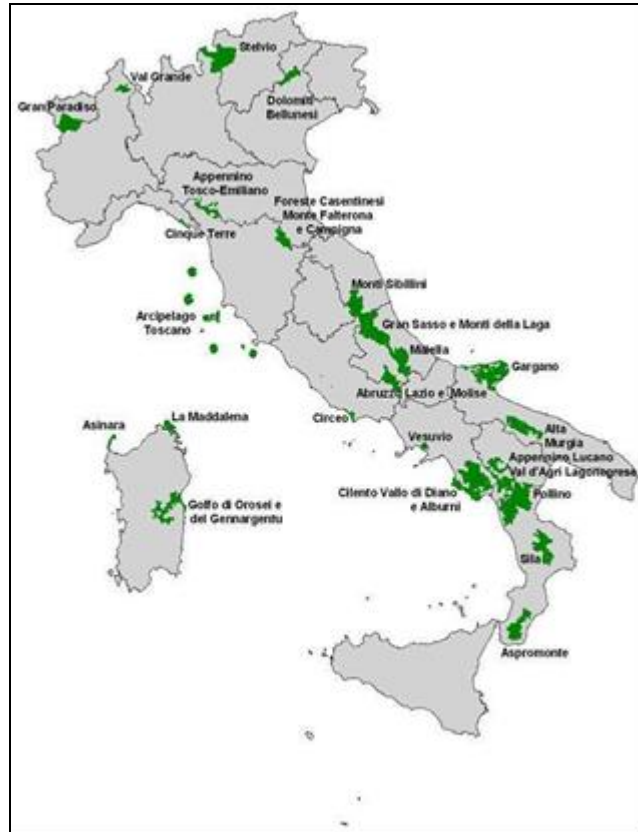 Stelvio
Val Grande
Gran Paradiso
Dolomiti
Bellunesi
Appennino
Tosco-Emiliano
Foreste Casentinesi
Monte Falterona
e Campigna
Cinque Terre
Monti Sibillini
Arcipelago
Toscano
Gran Sasso e Monti della Laga
Maiella
Gargano
Abruzzo Lazio e Molise
Circeo
La Maddalena
Asinara
Alta
Murgia
Vesuvio
Appennino Lucano
Val d'Agri Lagonegrese
Cilento Vallo di Diano
e Alburni
Pollino
Golfo di Orosei e
del Gennargentu
Sila
Aspromonte